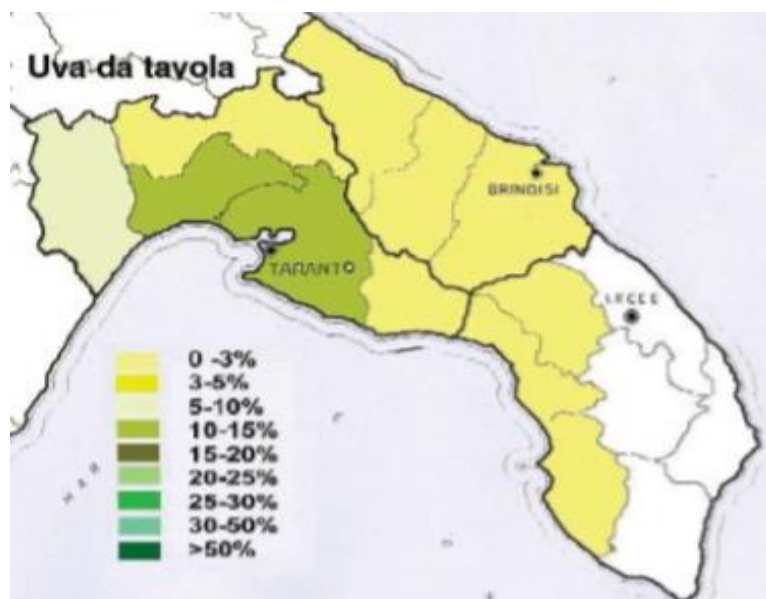 Uva da tavola
BRINDISI
TARANTO
LECCE
0 -3%
3-5%
5-10%
10-15%
15-20%
20-25%
25-30%
30-50%
>50%
MAR